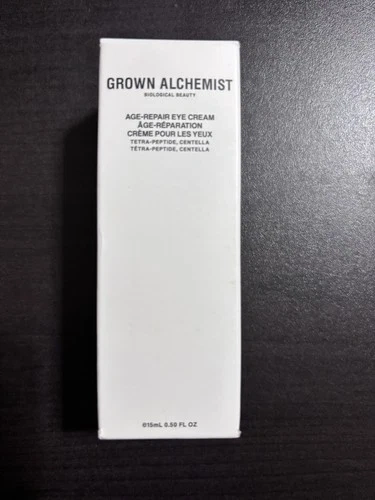 GROWN ALCHEMIST
BIOLOGICAL BEAUTY
AGE-REPAIR EYE CREAM
ÂGE-RÉPARATION
CRÈME POUR LES YEUX
TETRA-PEPTIDE, CENTELLA
TÉTRA-PEPTIDE, CENTELLA
℮15mL 0.50 FL OZ